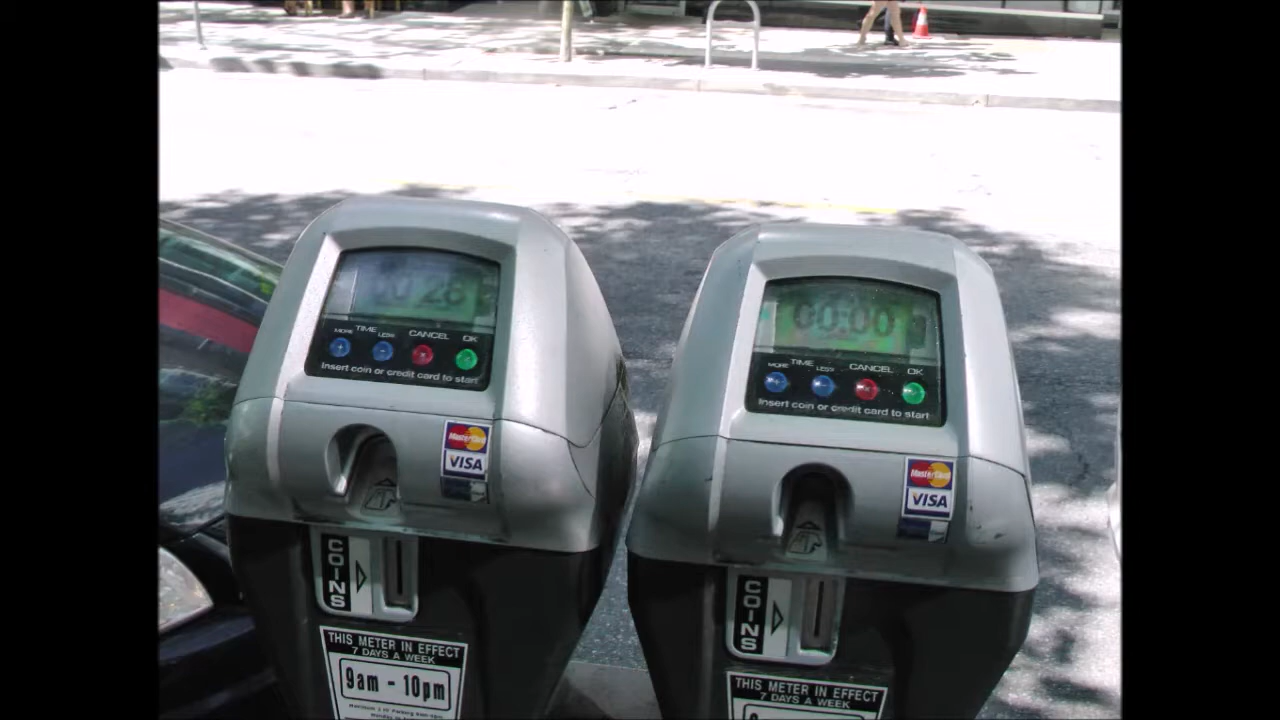 00:28
MORE TIME LESS CANCEL OK
Insert coin or credit card to start
MasterCard
VISA
COINS
THIS METER IN EFFECT
7 DAYS A WEEK
9am - 10pm
00:00
MORE TIME LESS CANCEL OK
Insert coin or credit card to start
MasterCard
VISA
COINS
THIS METER IN EFFECT
7 DAYS A WEEK